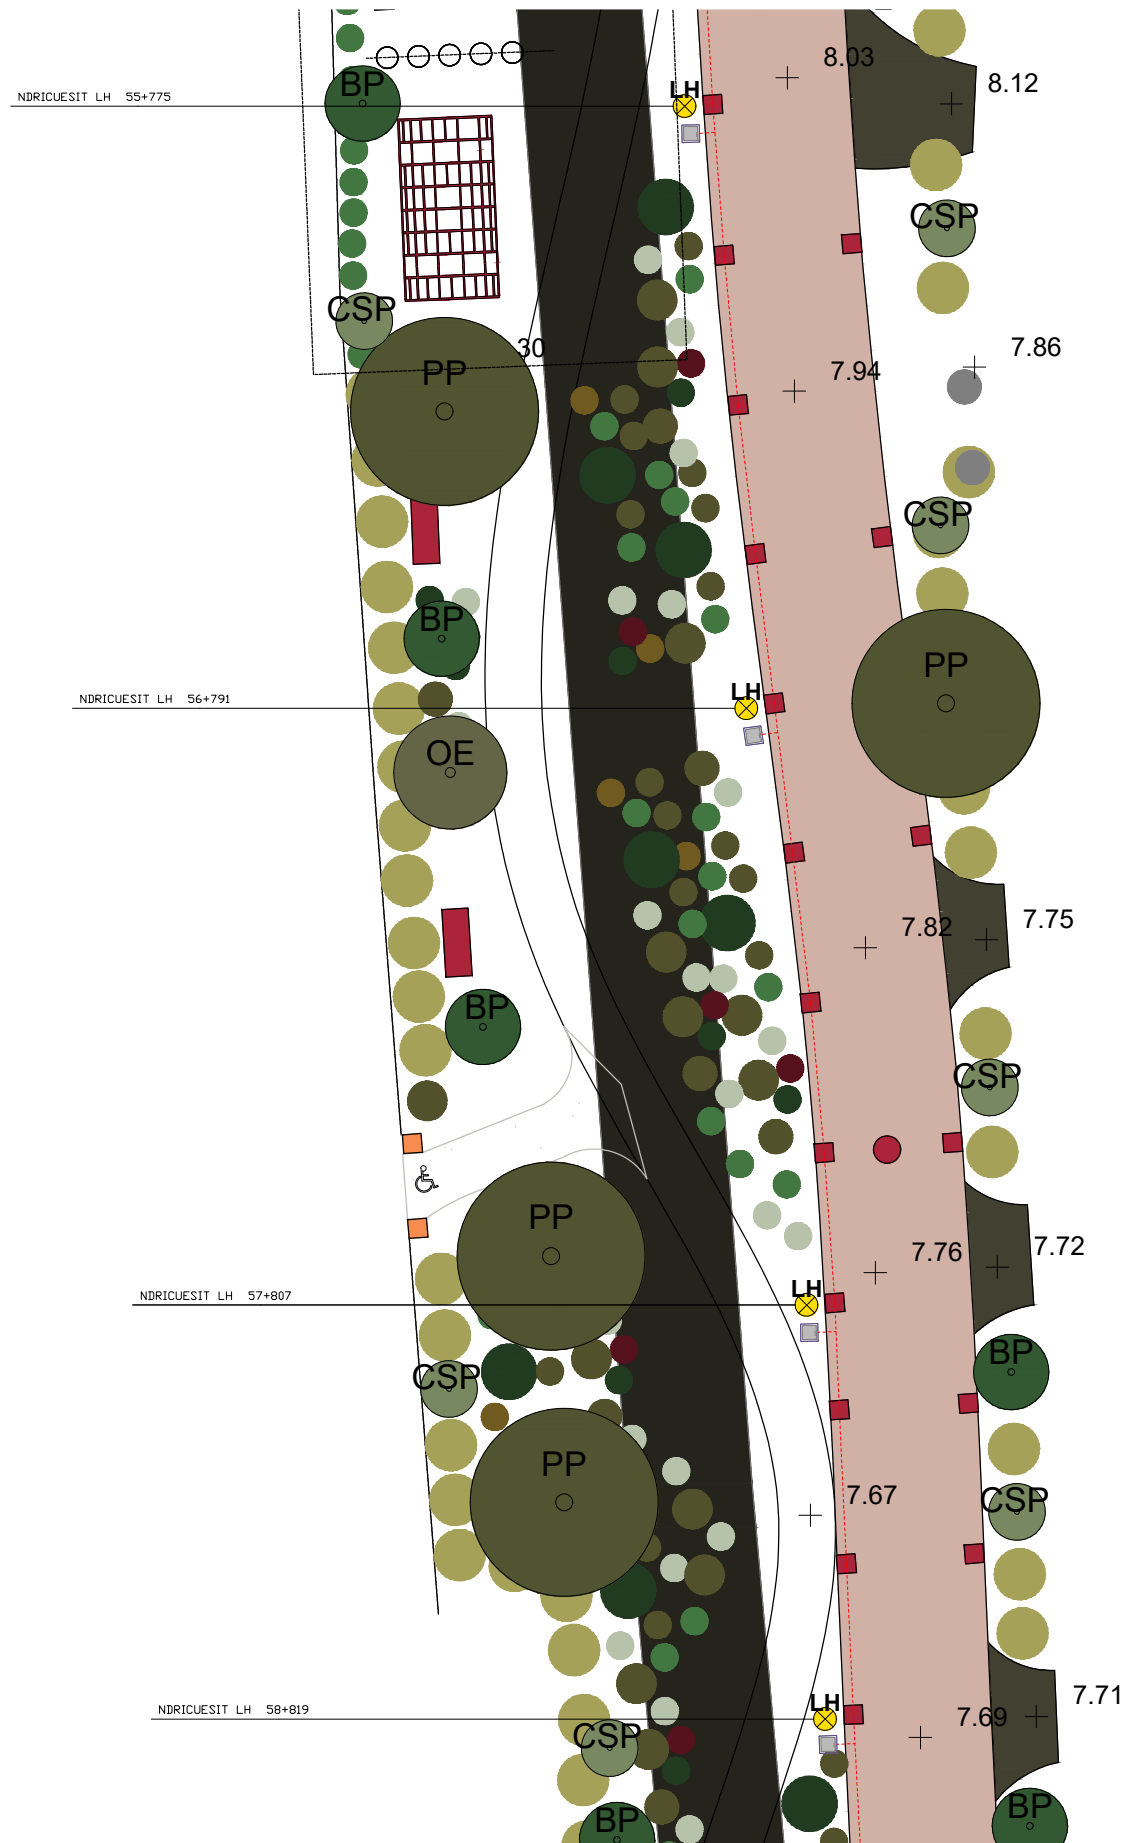 8.03
BP
8.12
LH
NDRICUESIT LH 55+775
CSP
CSP
30
7.86
PP
7.94
CSP
BP
PP
LH
NDRICUESIT LH 56+791
OE
7.82
7.75
BP
CSP
PP
7.76
7.72
LH
NDRICUESIT LH 57+807
BP
CSP
PP
7.67
CSP
7.71
LH
NDRICUESIT LH 58+819
7.69
CSP
BP
BP